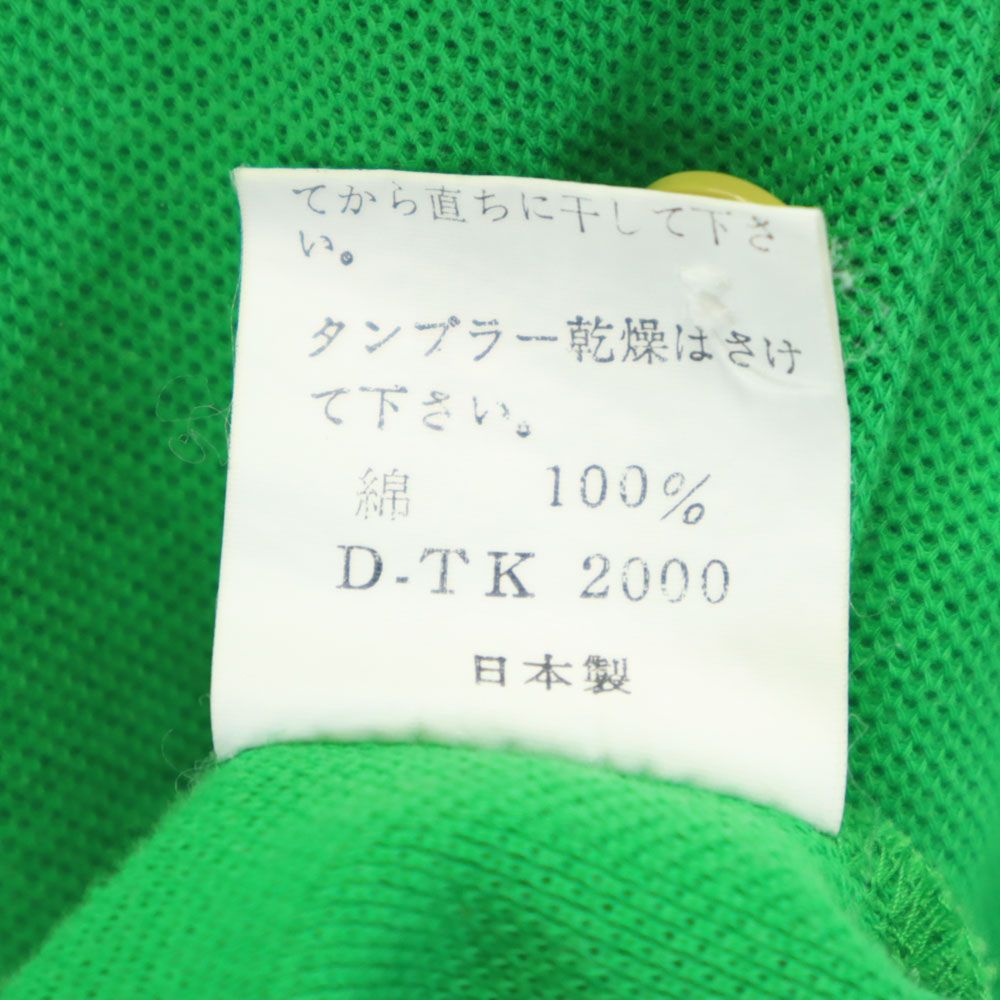 てから直ちに干して下さ
い。
タンプラー乾燥はさけ
て下さい。
綿 100%
D-TK 2000
日本製